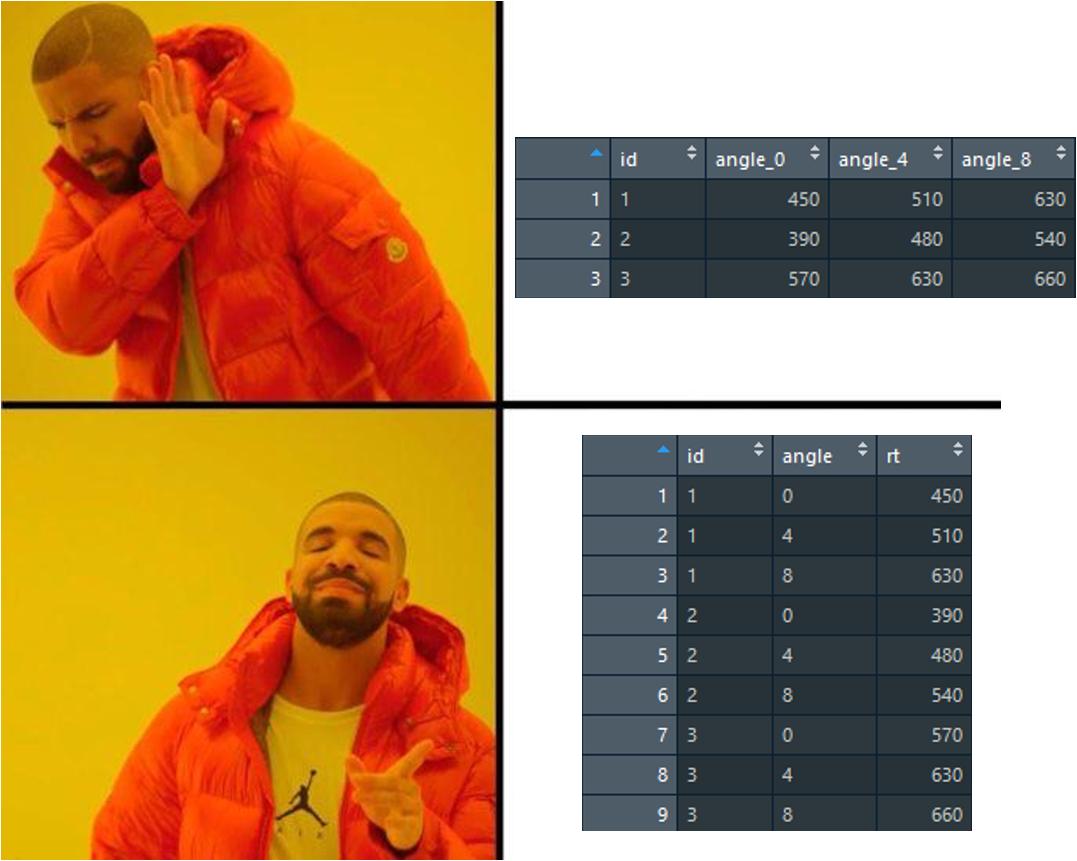 id angle_0 angle_4 angle_8
1 1 450 510 630
2 2 390 480 540
3 3 570 630 660
id angle rt
1 1 0 450
2 1 4 510
3 1 8 630
4 2 0 390
5 2 4 480
6 2 8 540
7 3 0 570
8 3 4 630
9 3 8 660